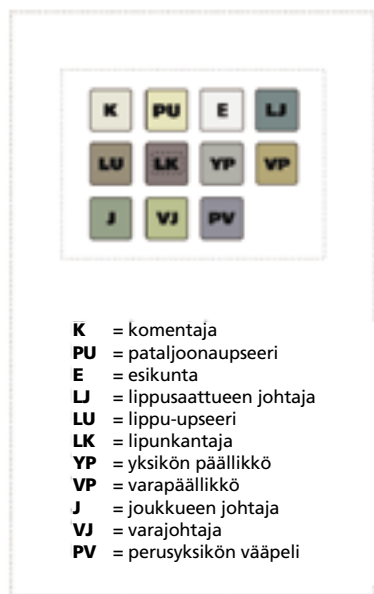 K PU E LJ
LU LK YP VP
J VJ PV
K = komentaja
PU = pataljoonaupseeri
E = esikunta
LJ = lippusaattueen johtaja
LU = lippu-upseeri
LK = lipunkantaja
YP = yksikön päällikkö
VP = varapäällikkö
J = joukkueen johtaja
VJ = varajohtaja
PV = perusyksikön vääpeli